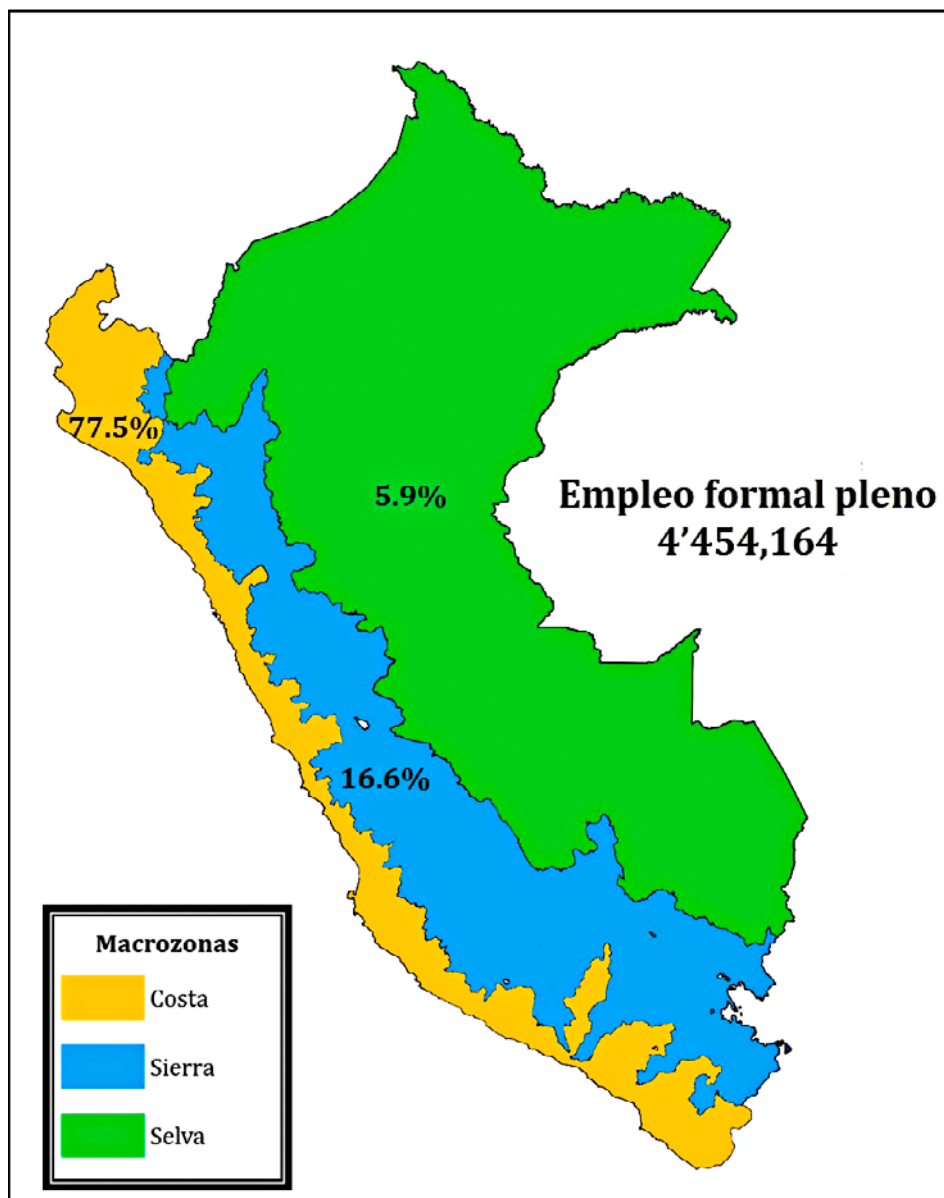 77.5%
5.9%
Empleo formal pleno
4’454,164
16.6%
Macrozonas
Costa
Sierra
Selva